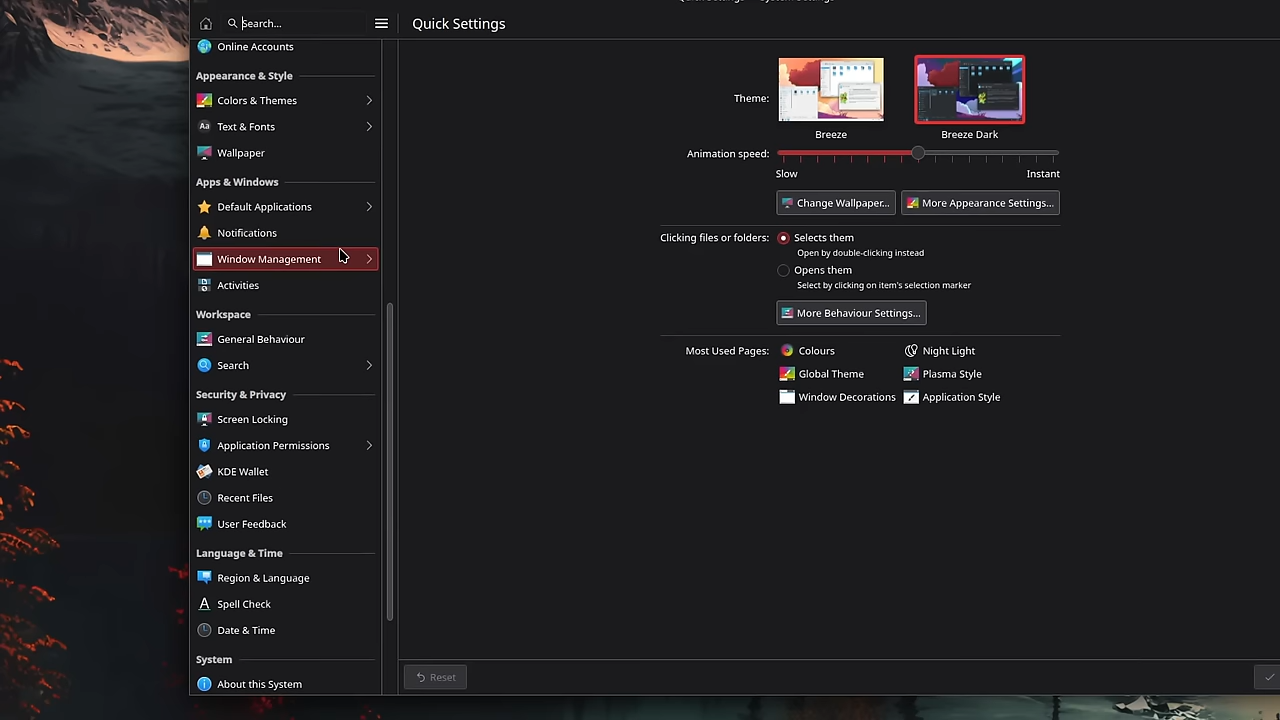 Search...
Quick Settings
Online Accounts
Appearance & Style
Colors & Themes
Aa Text & Fonts
Wallpaper
Apps & Windows
Default Applications
Notifications
Window Management
Activities
Workspace
General Behaviour
Search
Security & Privacy
Screen Locking
Application Permissions
KDE Wallet
Recent Files
User Feedback
Language & Time
Region & Language
A Spell Check
Date & Time
System
About this System
Theme:
Breeze
Breeze Dark
Animation speed:
Slow Instant
Change Wallpaper... More Appearance Settings...
Clicking files or folders: Selects them
Open by double-clicking instead
Opens them
Select by clicking on item's selection marker
More Behaviour Settings...
Most Used Pages: Colours Night Light
Global Theme Plasma Style
Window Decorations Application Style
Reset